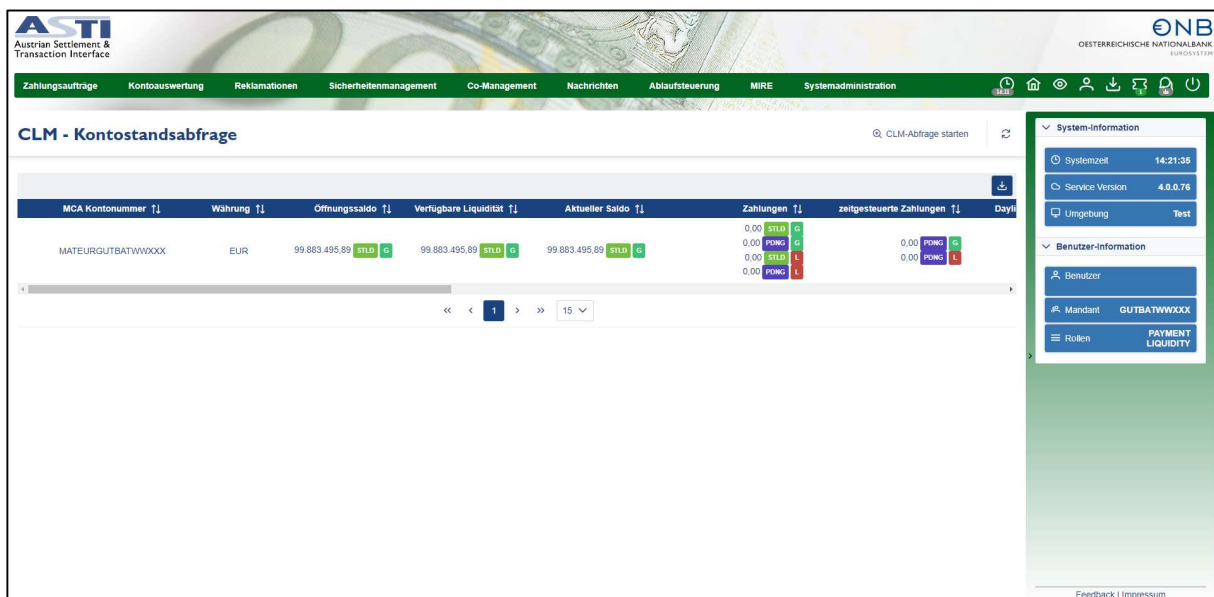 ASTI
Austrian Settlement &
Transaction Interface
ONB
OESTERREICHISCHE NATIONALBANK
EUROSYSTEM
Zahlungsaufträge Kontoauswertung Reklamationen Sicherheitenmanagement Co-Management Nachrichten Ablaufsteuerung MIRE Systemadministration 14:21 1
CLM - Kontostandsabfrage
CLM-Abfrage starten
MCA Kontonummer Währung Öffnungssaldo Verfügbare Liquidität Aktueller Saldo Zahlungen zeitgesteuerte Zahlungen Dayli
MATEURGUTBATWWXXX EUR 99.883.495,89 STLD G 99.883.495,89 STLD G 99.883.495,89 STLD G
0,00 STLD G
0,00 PDNG G
0,00 STLD L
0,00 PDNG L
0,00 PDNG G
0,00 PDNG L
« ‹ 1 › » 15
System-Information
Systemzeit 14:21:35
Service Version 4.0.0.76
Umgebung Test
Benutzer-Information
Benutzer
Mandant GUTBATWWXXX
Rollen PAYMENT
LIQUIDITY
Feedback | Impressum